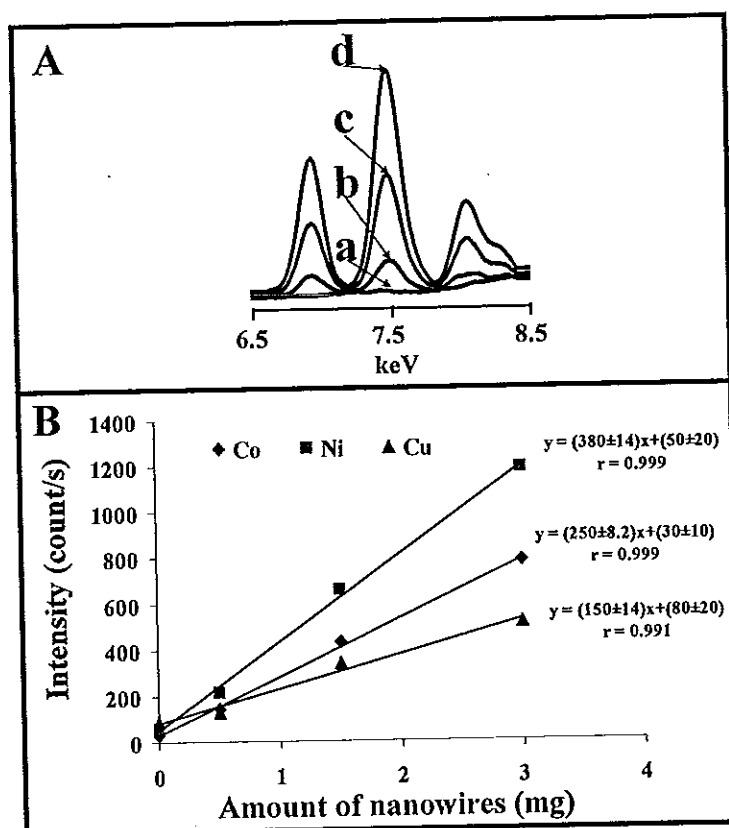 A
d
c
b
a
6.5 7.5 8.5
keV
B
1400
1200
1000
800
600
400
200
0
Intensity (count/s)
Co Ni Cu
y = (380±14)x+(50±20)
r = 0.999
y = (250±8.2)x+(30±10)
r = 0.999
y = (150±14)x+(80±20)
r = 0.991
0 1 2 3 4
Amount of nanowires (mg)